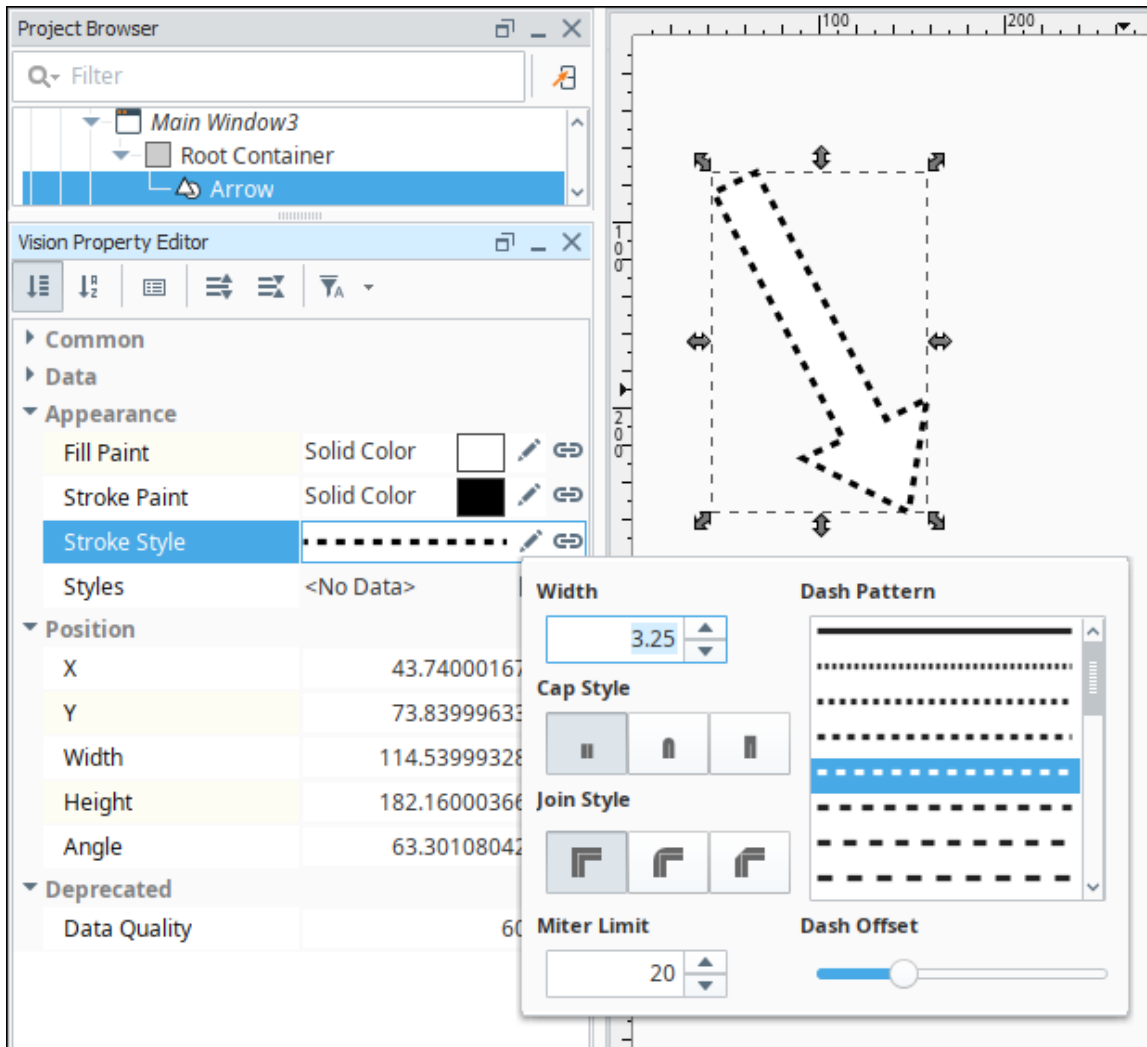 Project Browser
Filter
Main Window3
Root Container
Arrow
Vision Property Editor
Common
Data
Appearance
Fill Paint Solid Color
Stroke Paint Solid Color
Stroke Style
Styles <No Data>
Position
X 43.74000167
Y 73.83999633
Width 114.53999328
Height 182.16000366
Angle 63.30108042
Deprecated
Data Quality 60
100 200
100
200
Width
3.25
Cap Style
Join Style
Miter Limit
20
Dash Pattern
Dash Offset